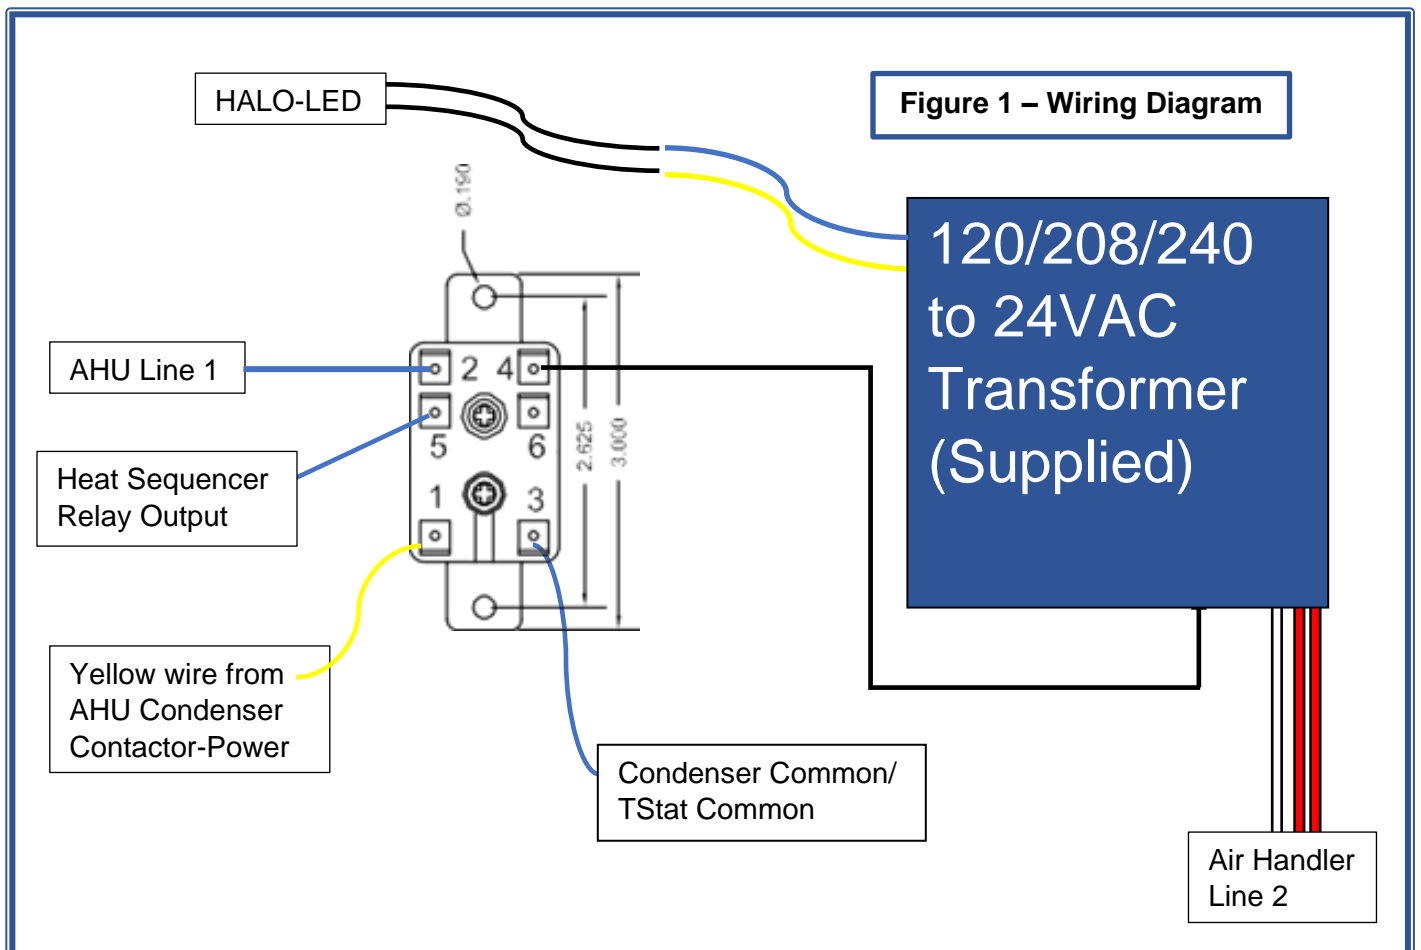 HALO-LED
Figure 1 – Wiring Diagram
Ø.190
120/208/240
to 24VAC
Transformer
(Supplied)
AHU Line 1
2 4
5 6
1 3
2.625
3.000
Heat Sequencer
Relay Output
Yellow wire from
AHU Condenser
Contactor-Power
Condenser Common/
TStat Common
Air Handler
Line 2